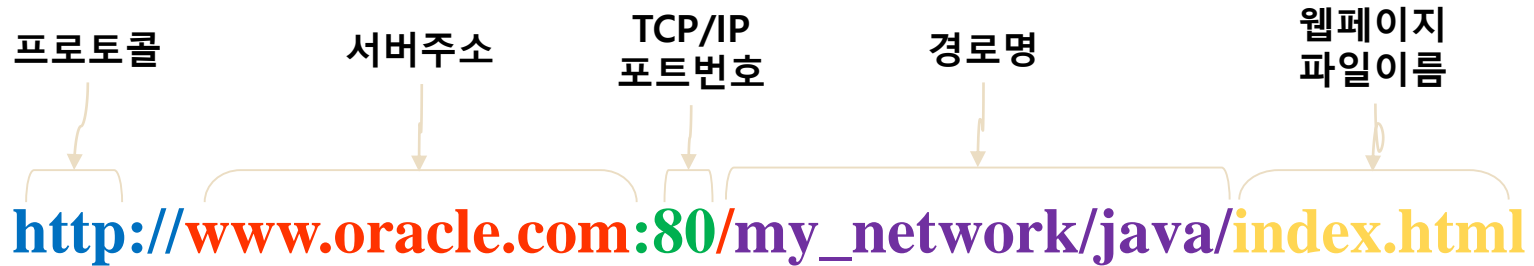 프로토콜
서버주소
TCP/IP
포트번호
경로명
웹페이지
파일이름
http://www.oracle.com:80/my_network/java/index.html